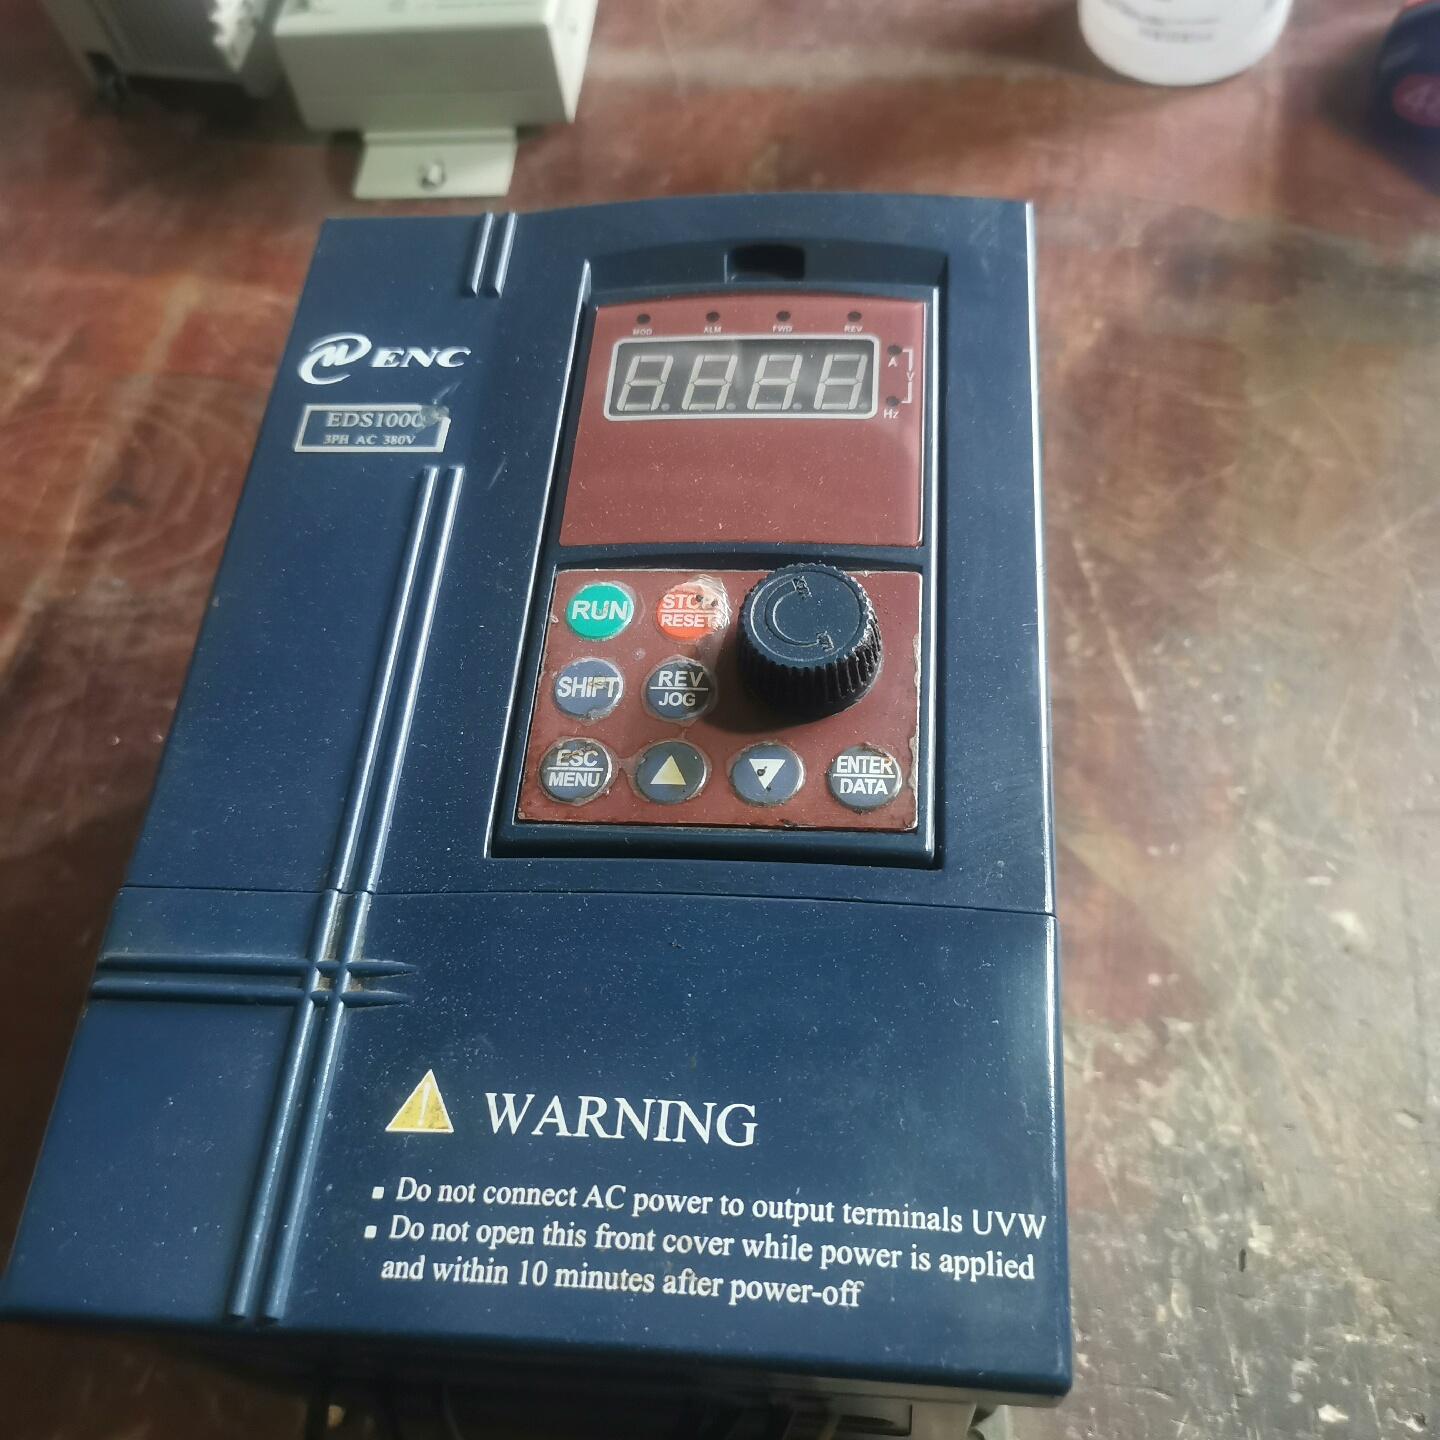 MOD ALM FWD REV
A
V
Hz
ENC
EDS1000
3PH AC 380V
RUN
STOP
RESET
SHIFT
REV
JOG
ESC
MENU
ENTER
DATA
WARNING
▪ Do not connect AC power to output terminals UVW
▪ Do not open this front cover while power is applied
and within 10 minutes after power-off